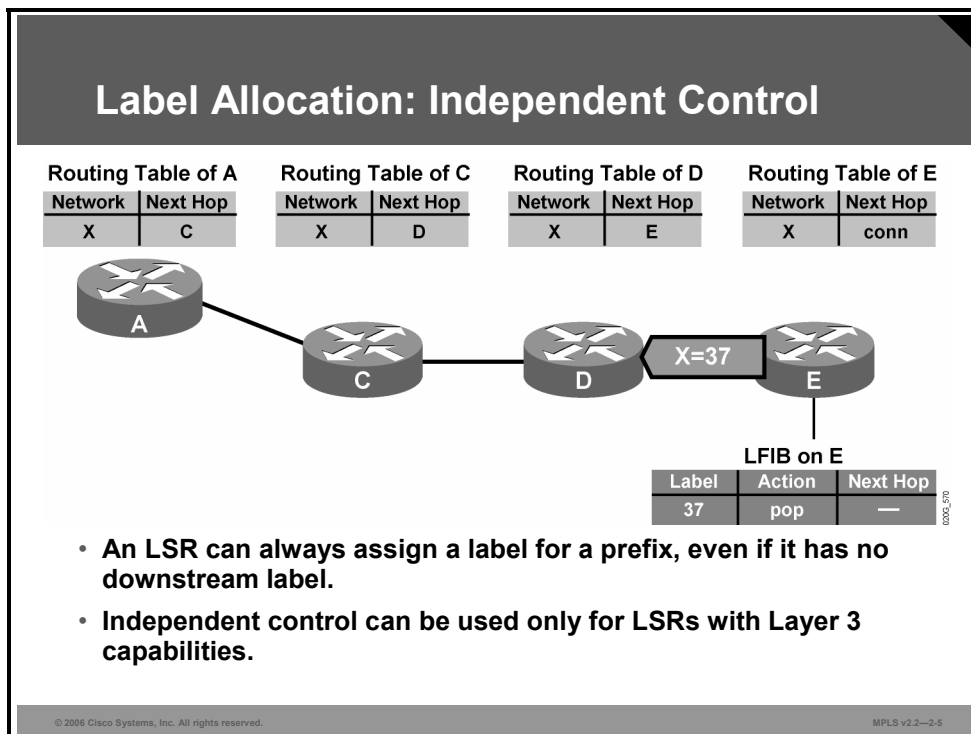 Label Allocation: Independent Control
Routing Table of A
Network Next Hop
X C
Routing Table of C
Network Next Hop
X D
Routing Table of D
Network Next Hop
X E
Routing Table of E
Network Next Hop
X conn
A
C
D
X=37
E
LFIB on E
Label Action Next Hop
37 pop —
020G_570
• An LSR can always assign a label for a prefix, even if it has no
downstream label.
• Independent control can be used only for LSRs with Layer 3
capabilities.
© 2006 Cisco Systems, Inc. All rights reserved.
MPLS v2.2—2-5